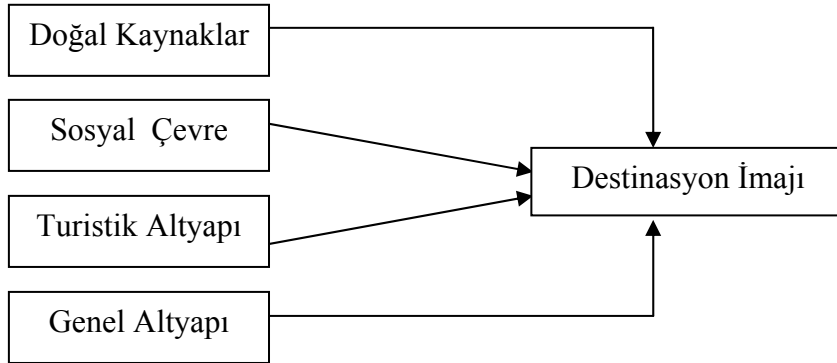 Doğal Kaynaklar
Sosyal Çevre
Destinasyon İmajı
Turistik Altyapı
Genel Altyapı